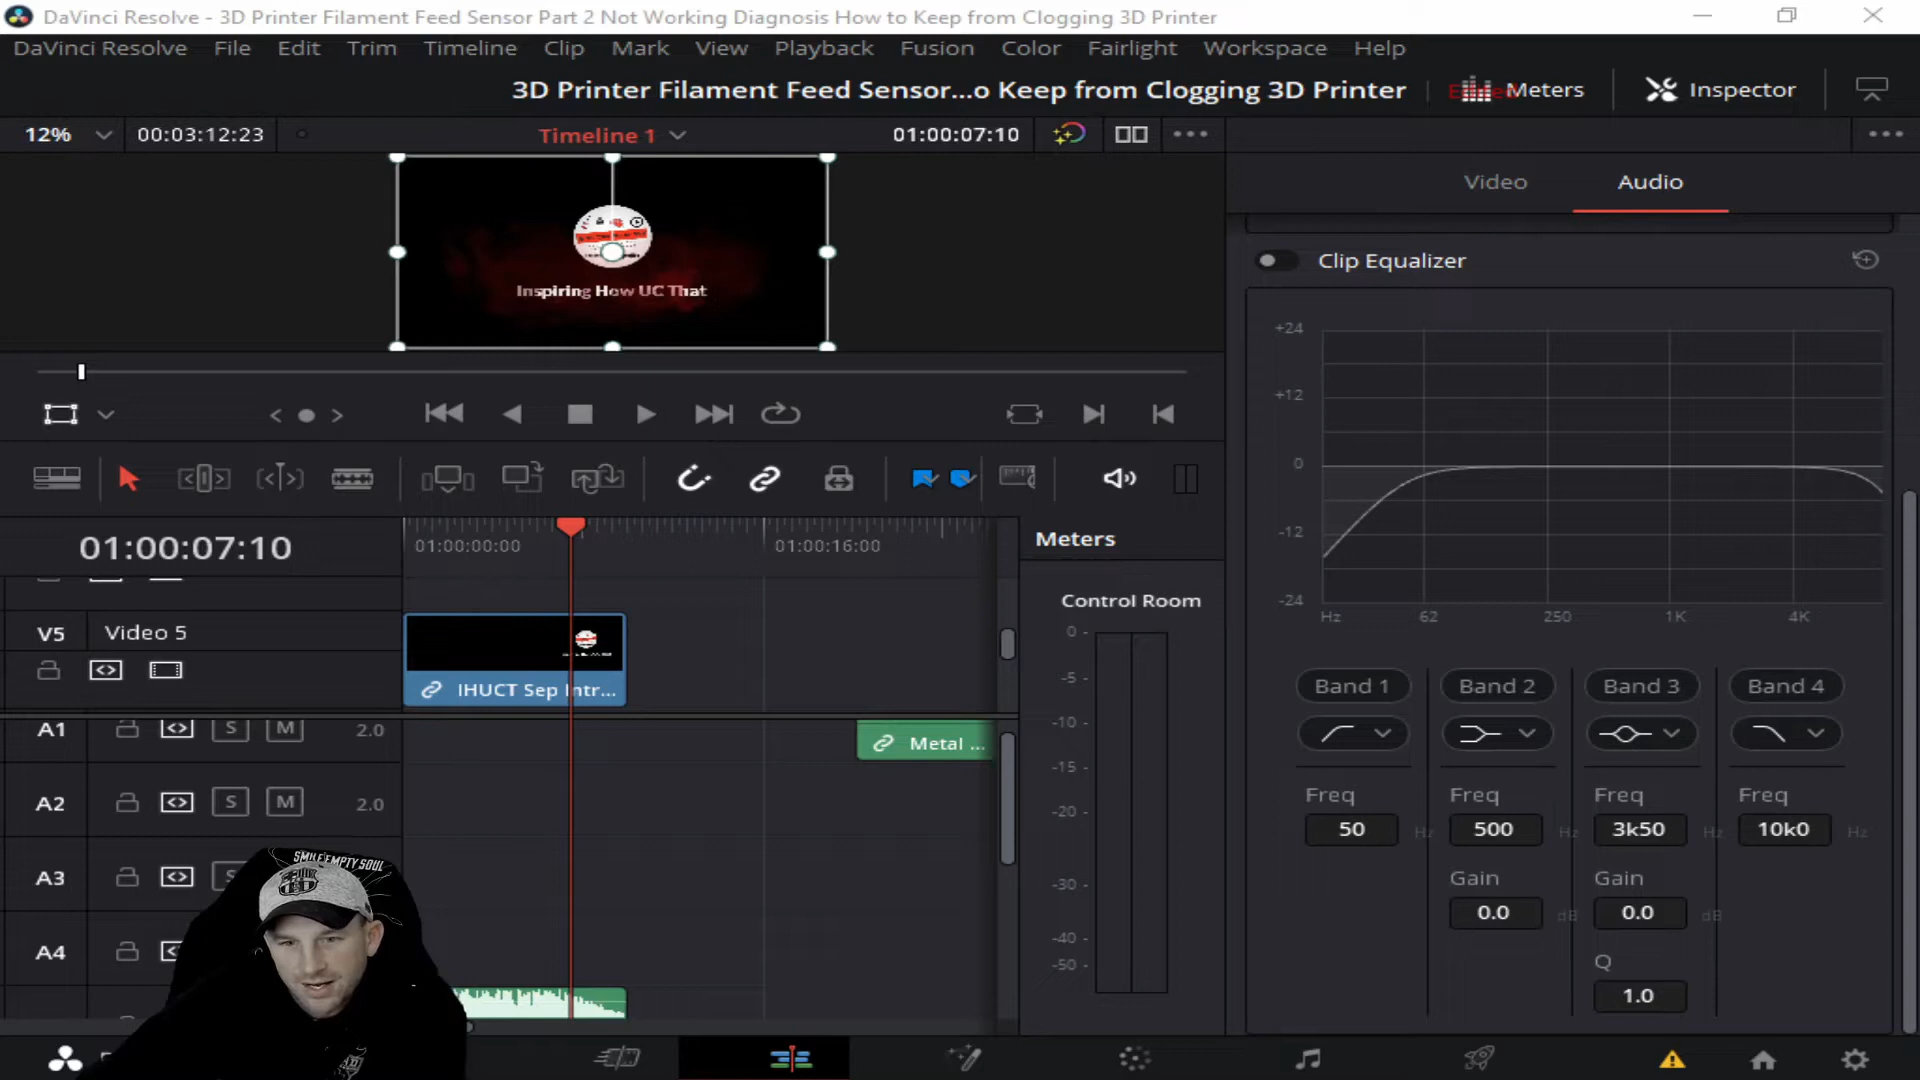 DaVinci Resolve - 3D Printer Filament Feed Sensor Part 2 Not Working Diagnosis How to Keep from Clogging 3D Printer
DaVinci Resolve File Edit Trim Timeline Clip Mark View Playback Fusion Color Fairlight Workspace Help
3D Printer Filament Feed Sensor...o Keep from Clogging 3D Printer
Meters
Inspector
12%
00:03:12:23
Timeline 1
01:00:07:10
Video
Audio
Inspiring How UC That
Clip Equalizer
+24
+12
0
-12
-24
Hz 62 250 1K 4K
01:00:07:10
01:00:00:00
01:00:16:00
Meters
Control Room
0 -
-5 -
-10 -
-15 -
-20 -
-30 -
-40 -
-50 -
V5 Video 5
IHUCT Sep Intr...
A1 S M 2.0
Metal ...
A2 S M 2.0
A3 S
A4
SMILE EMPTY SOUL
Band 1 Band 2 Band 3 Band 4
Freq Freq Freq Freq
50 Hz 500 Hz 3k50 Hz 10k0 Hz
Gain Gain
0.0 dB 0.0 dB
Q
1.0